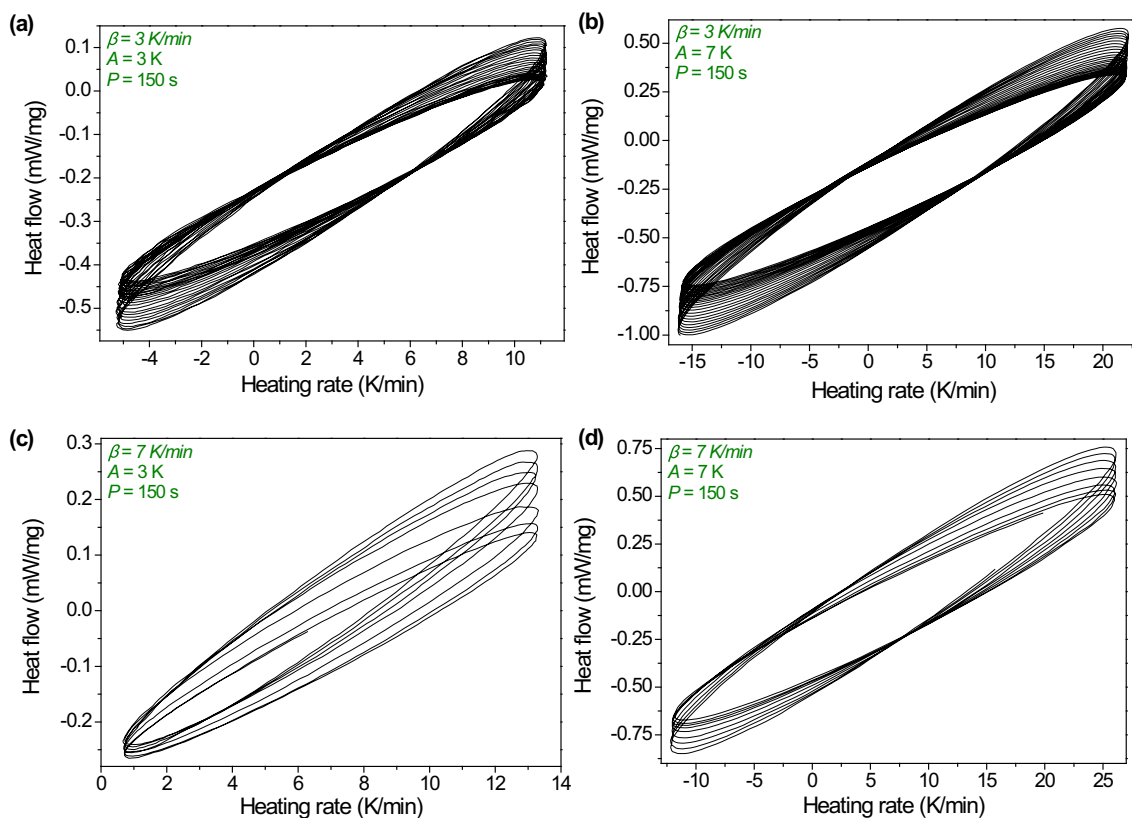 (a)
β = 3 K/min
A = 3 K
P = 150 s
0.1
0.0
-0.1
-0.2
-0.3
-0.4
-0.5
Heat flow (mW/mg)
-4 -2 0 2 4 6 8 10
Heating rate (K/min)
(b)
β = 3 K/min
A = 7 K
P = 150 s
0.50
0.25
0.00
-0.25
-0.50
-0.75
-1.00
Heat flow (mW/mg)
-15 -10 -5 0 5 10 15 20
Heating rate (K/min)
(c)
β = 7 K/min
A = 3 K
P = 150 s
0.3
0.2
0.1
0.0
-0.1
-0.2
Heat flow (mW/mg)
0 2 4 6 8 10 12 14
Heating rate (K/min)
(d)
β = 7 K/min
A = 7 K
P = 150 s
0.75
0.50
0.25
0.00
-0.25
-0.50
-0.75
Heat flow (mW/mg)
-10 -5 0 5 10 15 20 25
Heating rate (K/min)